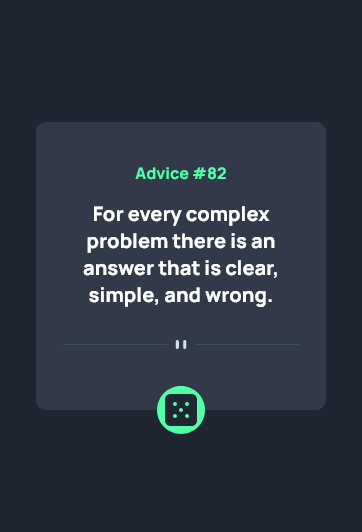 Advice #82
For every complex
problem there is an
answer that is clear,
simple, and wrong.